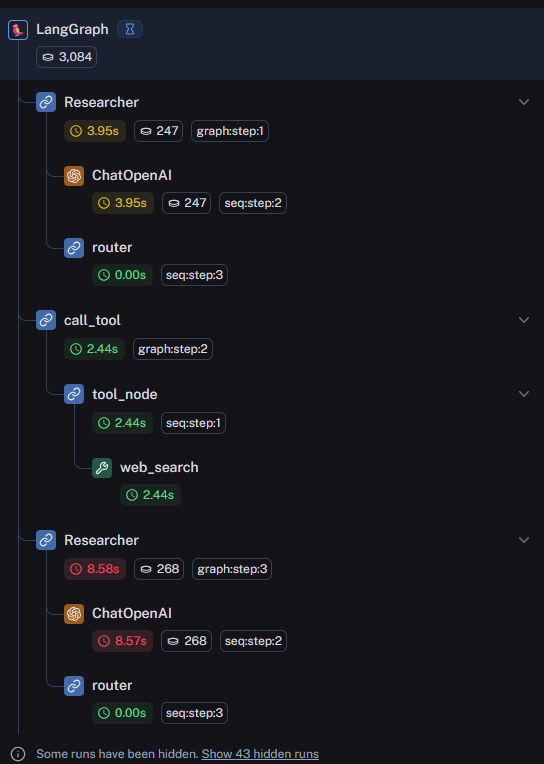 LangGraph
3,084
Researcher
3.95s 247 graph:step:1
ChatOpenAI
3.95s 247 seq:step:2
router
0.00s seq:step:3
call_tool
2.44s graph:step:2
tool_node
2.44s seq:step:1
web_search
2.44s
Researcher
8.58s 268 graph:step:3
ChatOpenAI
8.57s 268 seq:step:2
router
0.00s seq:step:3
Some runs have been hidden. Show 43 hidden runs